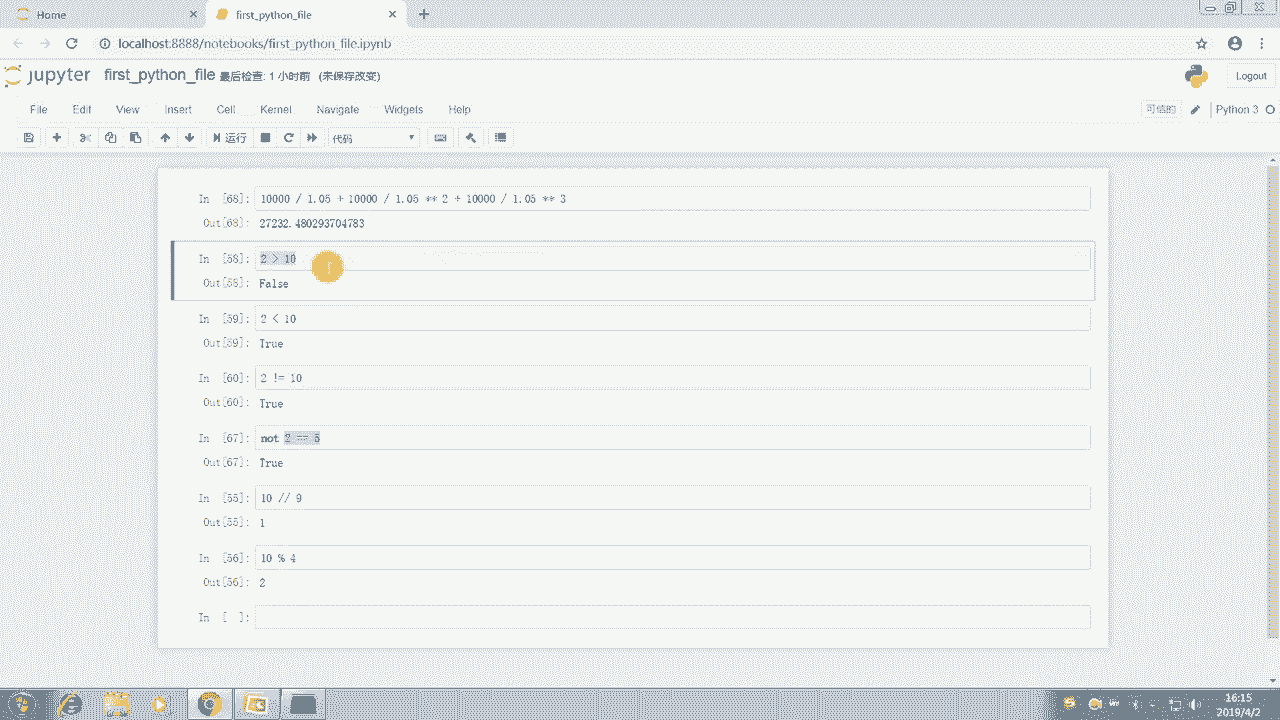 Home
first_python_file
localhost:8888/notebooks/first_python_file.ipynb
jupyter first_python_file 最后检查: 1 小时前 (未保存改变)
Logout
File Edit View Insert Cell Kernel Navigate Widgets Help
可信的 Python 3
运行 代码
In [68]: 10000 / 1.05 + 10000 / 1.05 ** 2 + 10000 / 1.05 ** 3
Out[68]: 27232.480293704783
In [58]: 2 > 10
Out[58]: False
In [59]: 2 < 10
Out[59]: True
In [60]: 2 != 10
Out[60]: True
In [67]: not 2 == 5
Out[67]: True
In [55]: 10 // 9
Out[55]: 1
In [56]: 10 % 4
Out[56]: 2
In [ ]:
16:15
2019/4/2